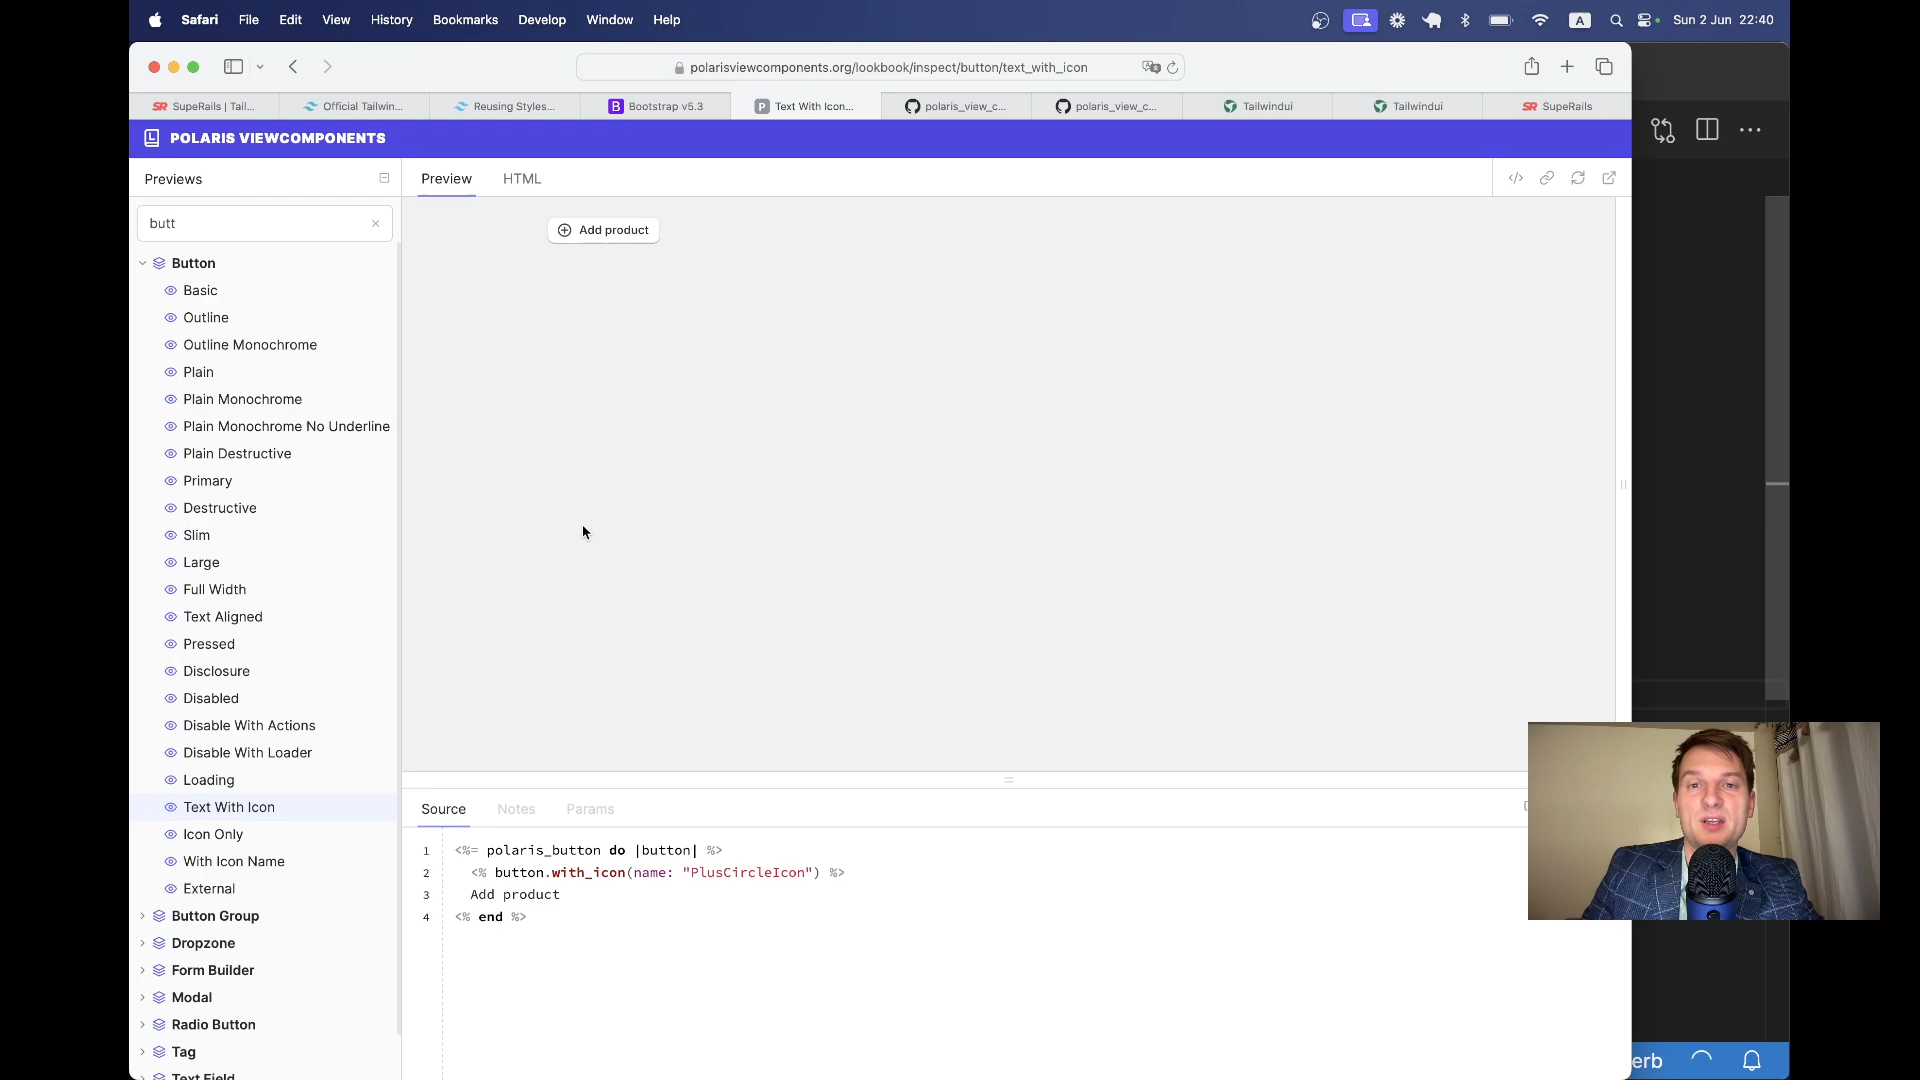 Safari File Edit View History Bookmarks Develop Window Help
A Sun 2 Jun 22:40
polarisviewcomponents.org/lookbook/inspect/button/text_with_icon
SR SupeRails | Tail...
Official Tailwin...
Reusing Styles...
B Bootstrap v5.3
P Text With Icon...
polaris_view_c...
polaris_view_c...
Tailwindui
Tailwindui
SR SupeRails
POLARIS VIEWCOMPONENTS
Previews
Preview HTML
butt
Add product
Button
Basic
Outline
Outline Monochrome
Plain
Plain Monochrome
Plain Monochrome No Underline
Plain Destructive
Primary
Destructive
Slim
Large
Full Width
Text Aligned
Pressed
Disclosure
Disabled
Disable With Actions
Disable With Loader
Loading
Text With Icon
Icon Only
With Icon Name
External
Button Group
Dropzone
Form Builder
Modal
Radio Button
Tag
Text Field
Source Notes Params
1 <%= polaris_button do |button| %>
2 <% button.with_icon(name: "PlusCircleIcon") %>
3 Add product
4 <% end %>
erb